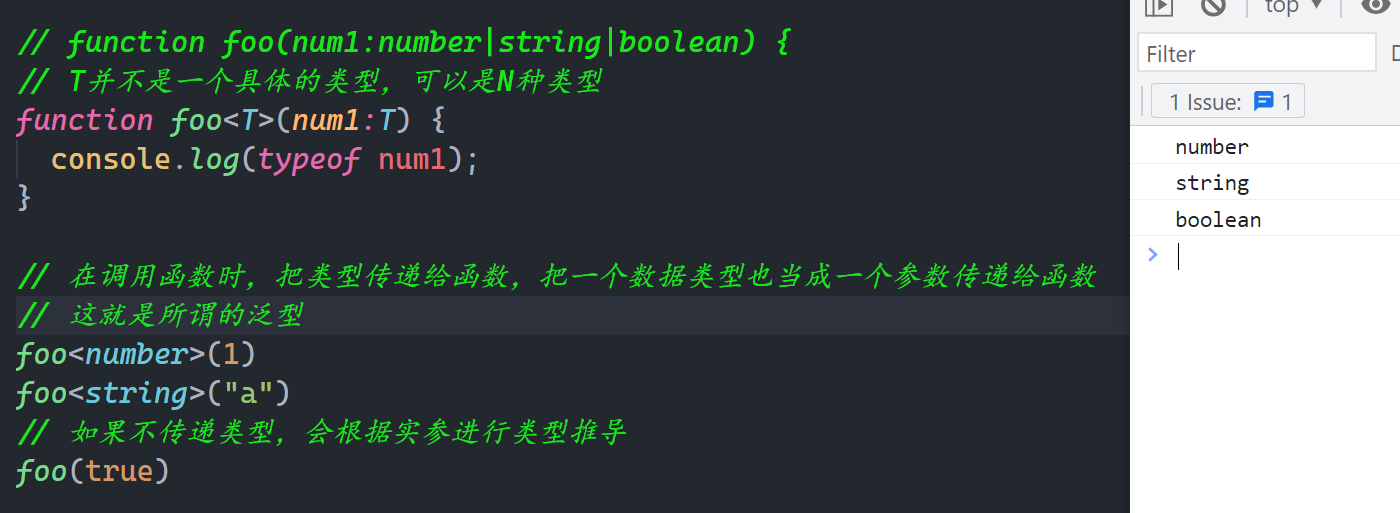 // function foo(num1:number|string|boolean) {
// T并不是一个具体的类型，可以是N种类型
function foo<T>(num1:T) {
  console.log(typeof num1);
}
// 在调用函数时，把类型传递给函数，把一个数据类型也当成一个参数传递给函数
// 这就是所谓的泛型
foo<number>(1)
foo<string>("a")
// 如果不传递类型，会根据实参进行类型推导
foo(true)
top
Filter
1 Issue: 1
number
string
boolean